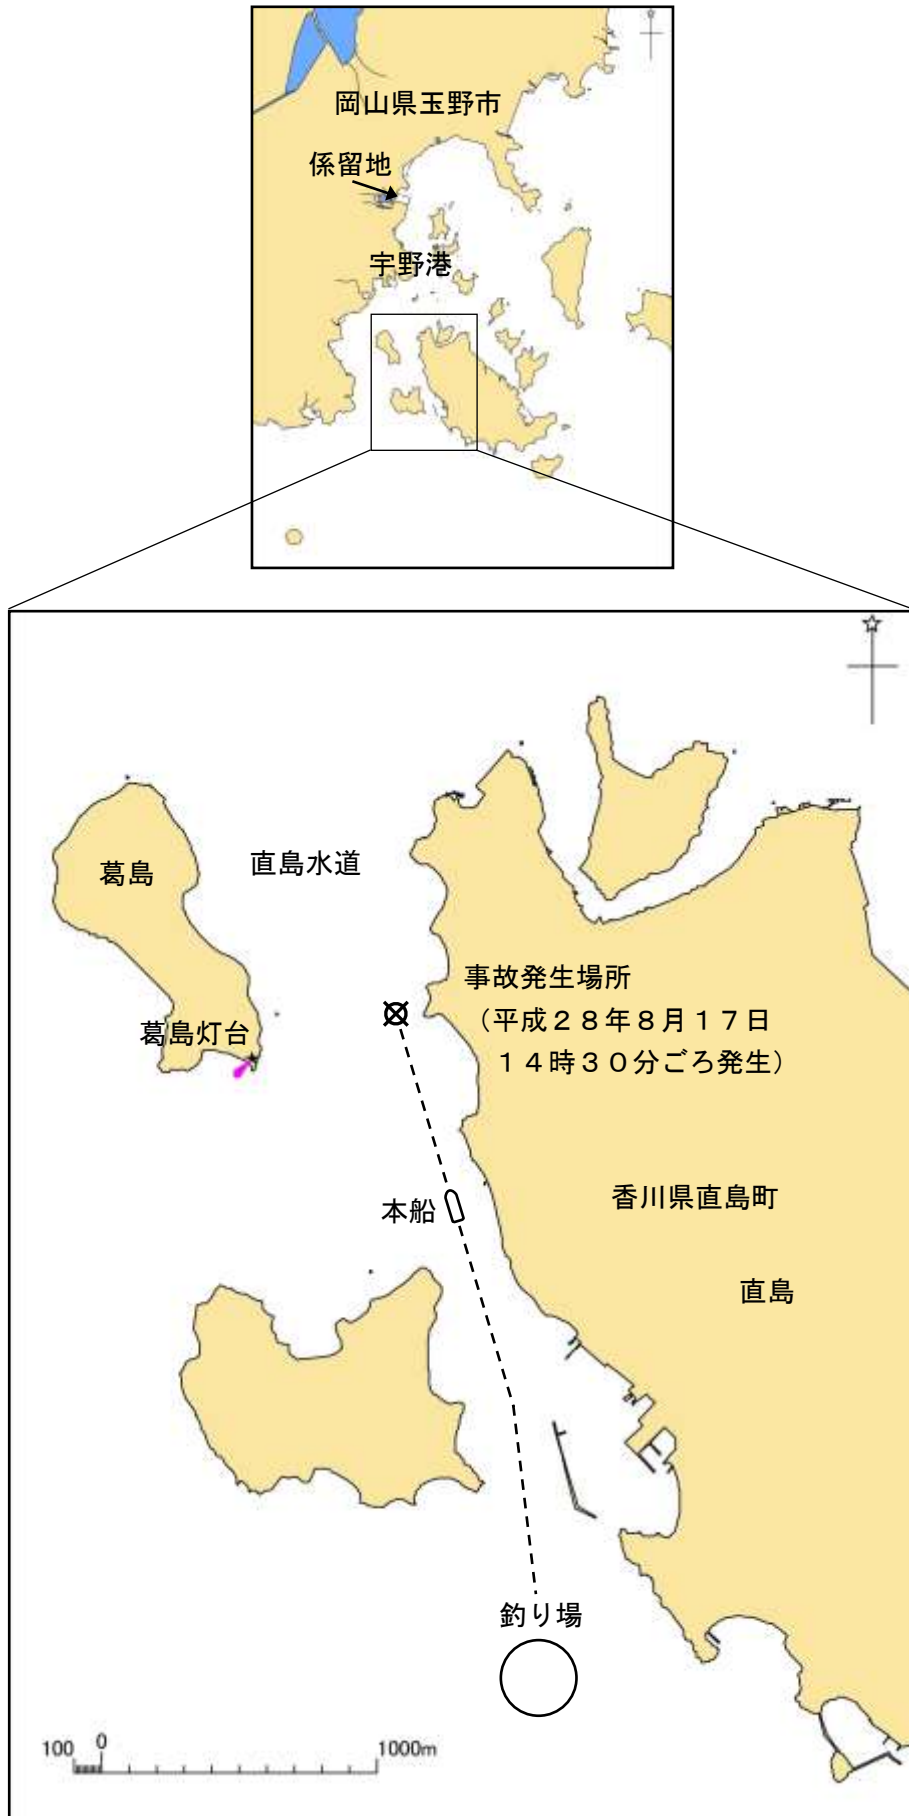 岡山県玉野市
係留地
宇野港
葛島
直島水道
事故発生場所
（平成２８年８月１７日
１４時３０分ごろ発生）
葛島灯台
香川県直島町
本船
直島
釣り場
100 0 1000m